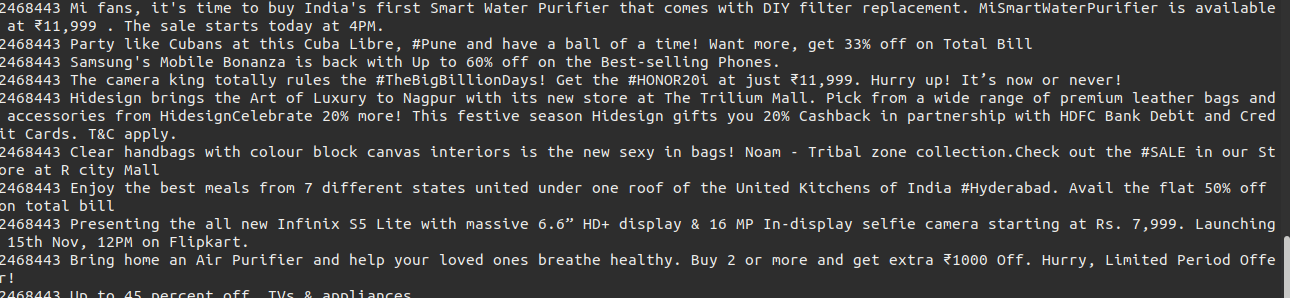 2468443 Mi fans, it's time to buy India's first Smart Water Purifier that comes with DIY filter replacement. MiSmartWaterPurifier is available
at ₹11,999 . The sale starts today at 4PM.
2468443 Party like Cubans at this Cuba Libre, #Pune and have a ball of a time! Want more, get 33% off on Total Bill
2468443 Samsung's Mobile Bonanza is back with Up to 60% off on the Best-selling Phones.
2468443 The camera king totally rules the #TheBigBillionDays! Get the #HONOR20i at just ₹11,999. Hurry up! It’s now or never!
2468443 Hidesign brings the Art of Luxury to Nagpur with its new store at The Trilium Mall. Pick from a wide range of premium leather bags and
accessories from HidesignCelebrate 20% more! This festive season Hidesign gifts you 20% Cashback in partnership with HDFC Bank Debit and Cred
it Cards. T&C apply.
2468443 Clear handbags with colour block canvas interiors is the new sexy in bags! Noam - Tribal zone collection.Check out the #SALE in our St
ore at R city Mall
2468443 Enjoy the best meals from 7 different states united under one roof of the United Kitchens of India #Hyderabad. Avail the flat 50% off
on total bill
2468443 Presenting the all new Infinix S5 Lite with massive 6.6” HD+ display & 16 MP In-display selfie camera starting at Rs. 7,999. Launching
15th Nov, 12PM on Flipkart.
2468443 Bring home an Air Purifier and help your loved ones breathe healthy. Buy 2 or more and get extra ₹1000 Off. Hurry, Limited Period Offe
r!
2468443 Up to 45 percent off, TVs & appliances